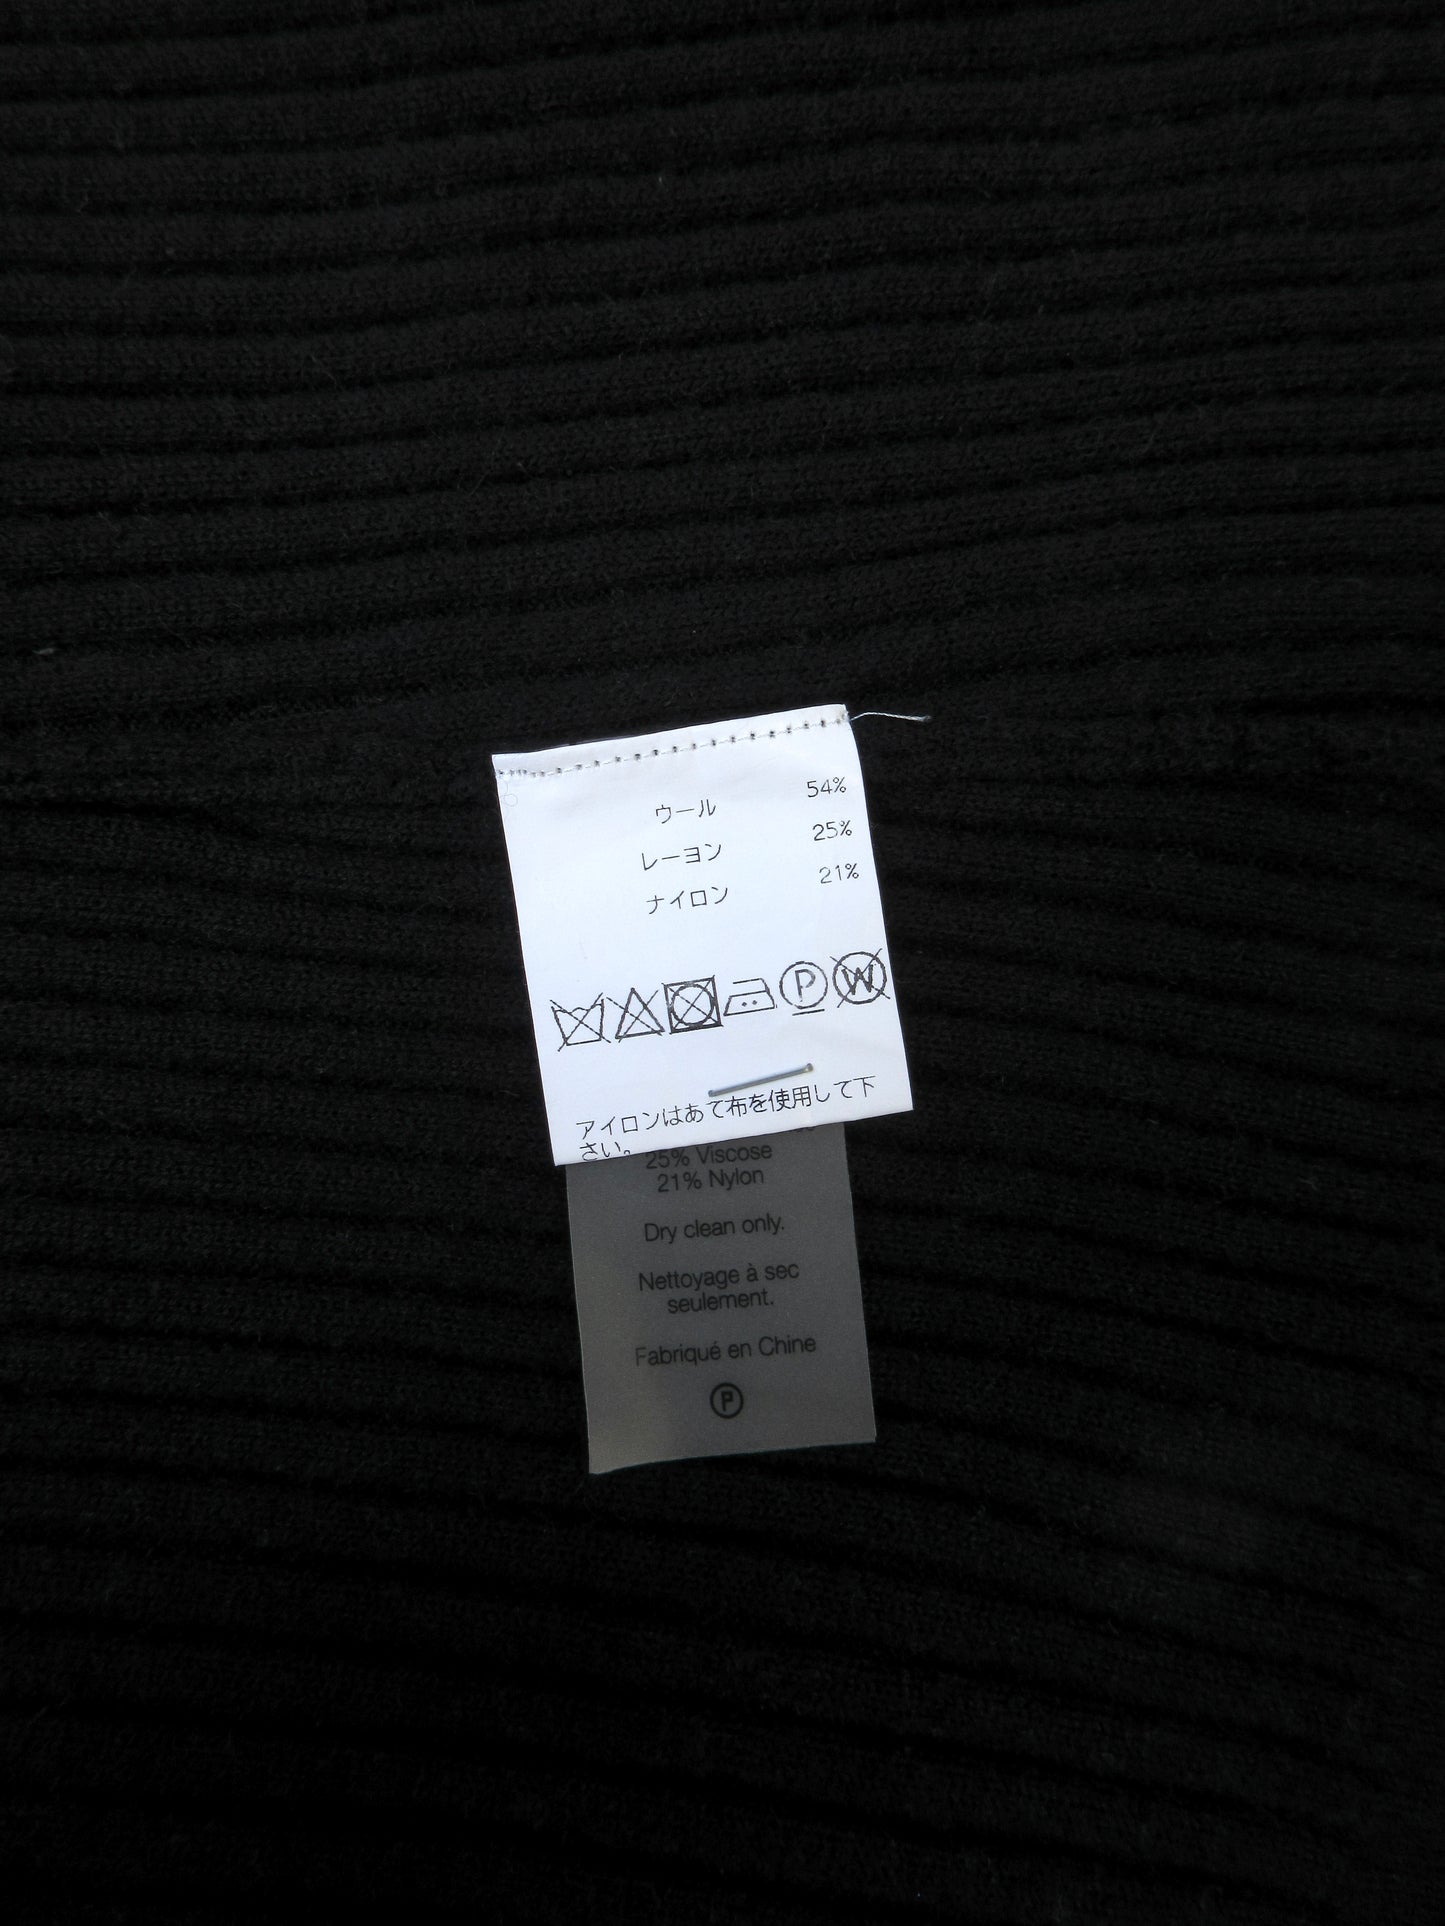 ウール 54%
レーヨン 25%
ナイロン 21%
P W
アイロンはあて布を使用して下
さい。
25% Viscose
21% Nylon
Dry clean only.
Nettoyage à sec
seulement.
Fabriqué en Chine
P